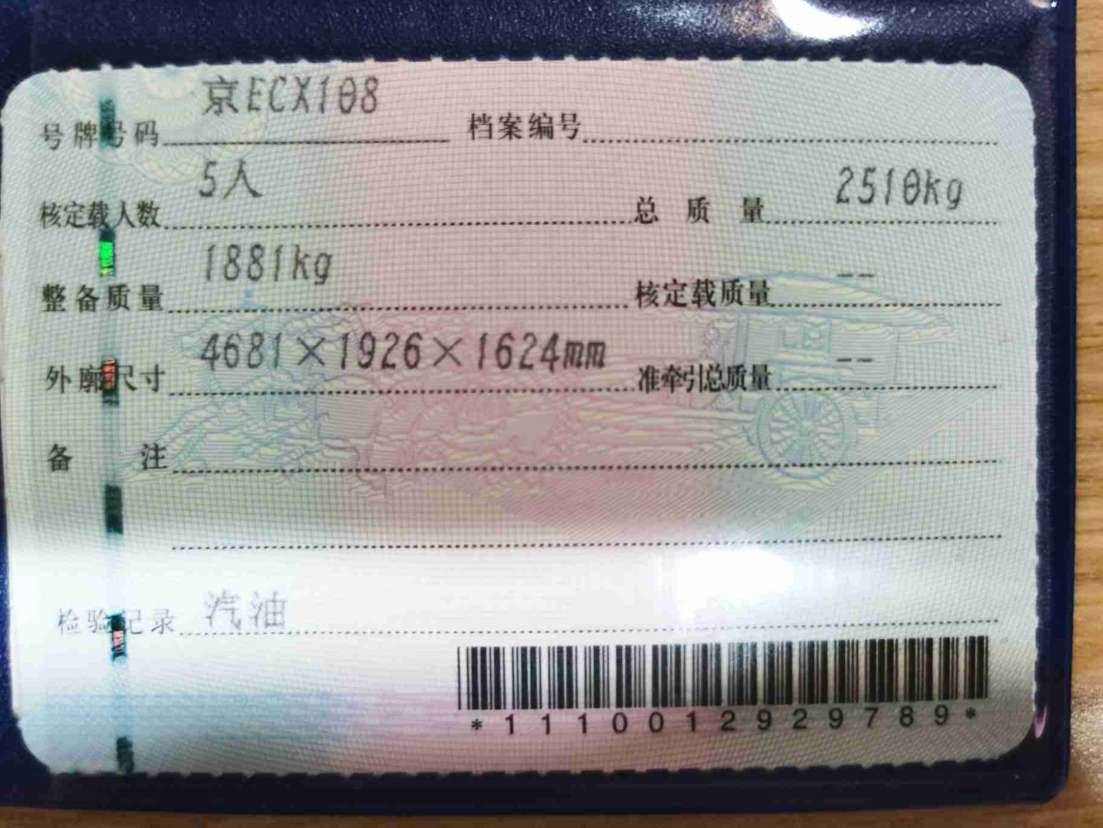 号牌号码 京ECX108 档案编号
核定载人数 5人 总质量 2510kg
整备质量 1881kg 核定载质量 --
外廓尺寸 4681×1926×1624mm 准牵引总质量 --
备注
检验记录 汽油
*1110012929789*